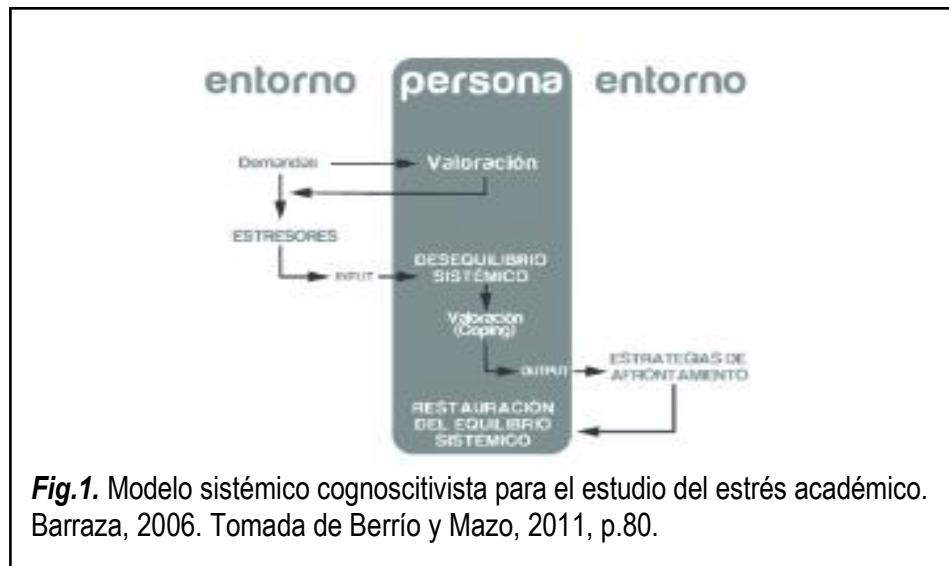 entorno persona entorno
Demandas Valoración
ESTRESORES
DESEQUILIBRIO
SISTÉMICO
INPUT
Valoración
(Coping)
OUTPUT
ESTRATEGIAS DE
AFRONTAMIENTO
RESTAURACIÓN
DEL EQUILIBRIO
SISTÉMICO
Fig.1. Modelo sistémico cognoscitivista para el estudio del estrés académico.
Barraza, 2006. Tomada de Berrío y Mazo, 2011, p.80.